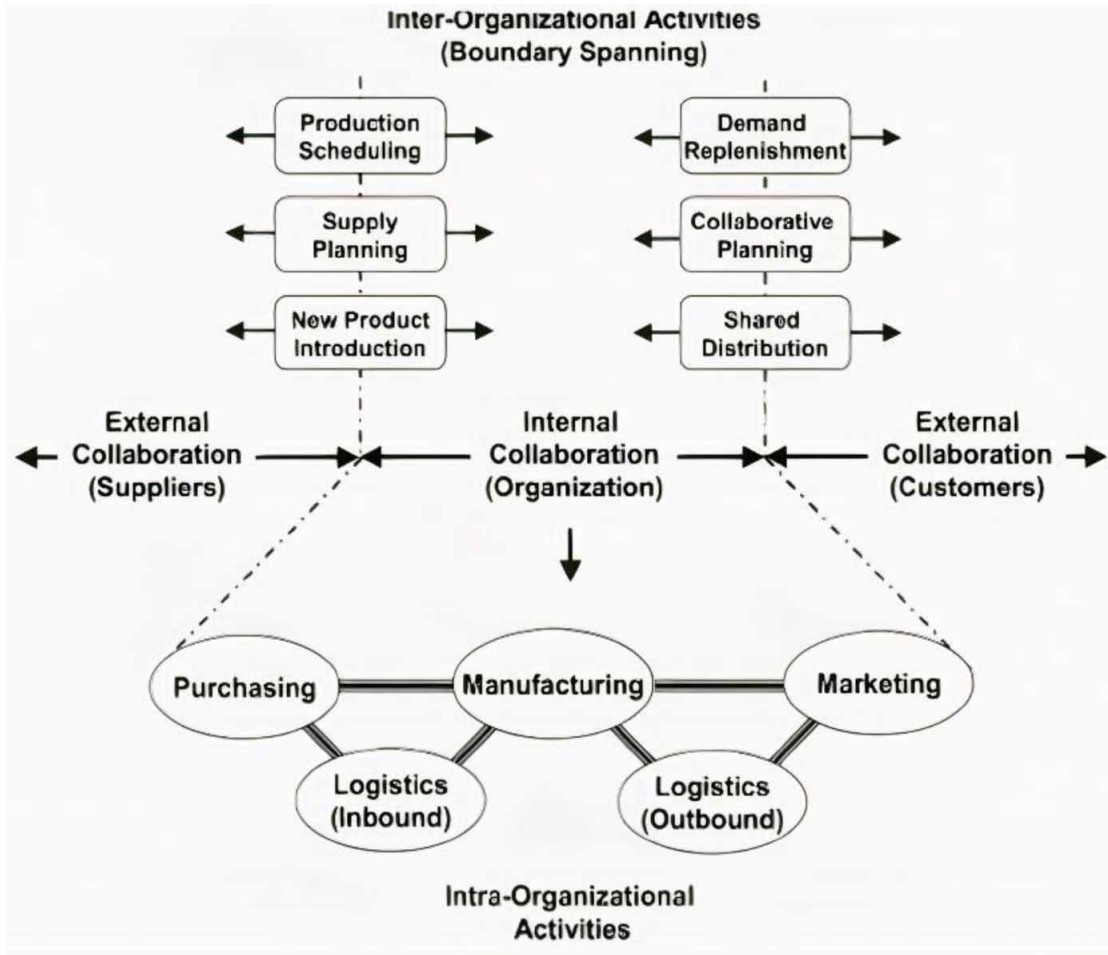 Inter-Organizational Activities
(Boundary Spanning)
Production
Scheduling
Demand
Replenishment
Supply
Planning
Collaborative
Planning
New Product
Introduction
Shared
Distribution
External
Collaboration
(Suppliers)
Internal
Collaboration
(Organization)
External
Collaboration
(Customers)
Purchasing
Manufacturing
Marketing
Logistics
(Inbound)
Logistics
(Outbound)
Intra-Organizational
Activities